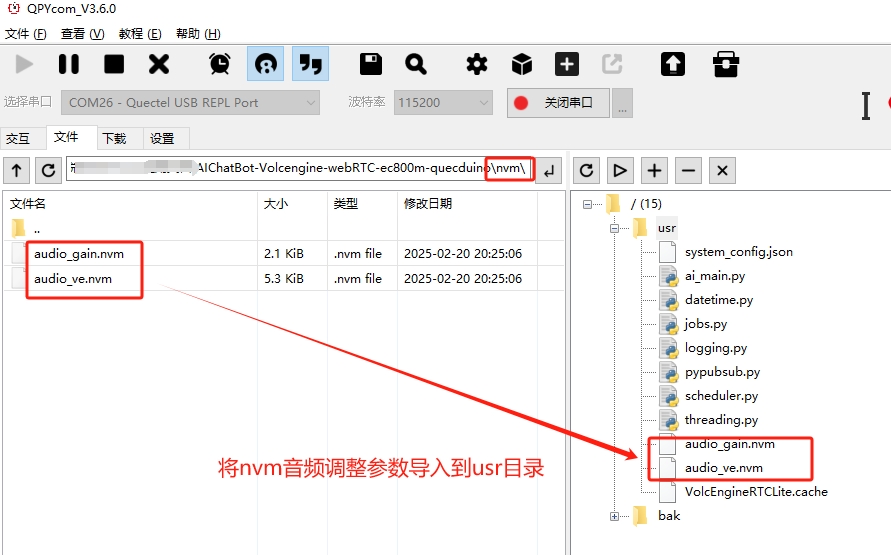 QPYcom_V3.6.0
文件 (F) 查看 (V) 教程 (E) 帮助 (H)
选择串口 COM26 - Quectel USB REPL Port 波特率 115200 关闭串口 ...
交互 文件 下载 设置
AIChatBot-Volcengine-webRTC-ec800m-quecduino\nvm\
文件名 大小 类型 修改日期
..
audio_gain.nvm 2.1 KiB .nvm file 2025-02-20 20:25:06
audio_ve.nvm 5.3 KiB .nvm file 2025-02-20 20:25:06
将nvm音频调整参数导入到usr目录
/ (15)
usr
system_config.json
ai_main.py
datetime.py
jobs.py
logging.py
pypubsub.py
scheduler.py
threading.py
audio_gain.nvm
audio_ve.nvm
VolcEngineRTCLite.cache
bak